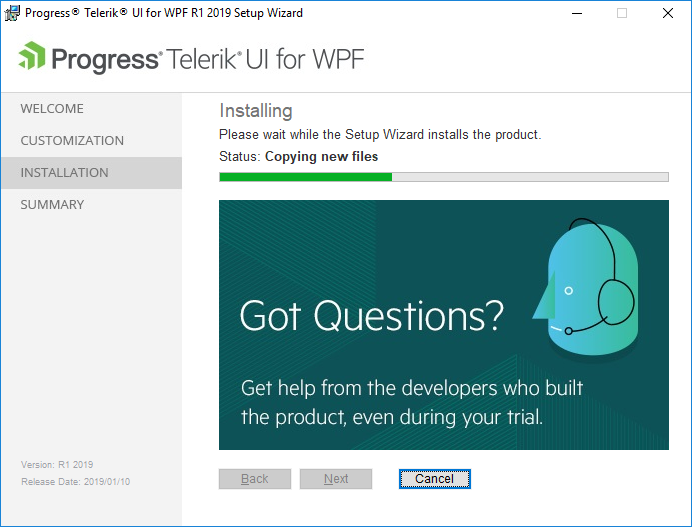 Progress® Telerik® UI for WPF R1 2019 Setup Wizard
Progress® Telerik® UI for WPF
WELCOME
CUSTOMIZATION
INSTALLATION
SUMMARY
Version: R1 2019
Release Date: 2019/01/10
Installing
Please wait while the Setup Wizard installs the product.
Status: Copying new files
Got Questions?
Get help from the developers who built
the product, even during your trial.
Back Next Cancel